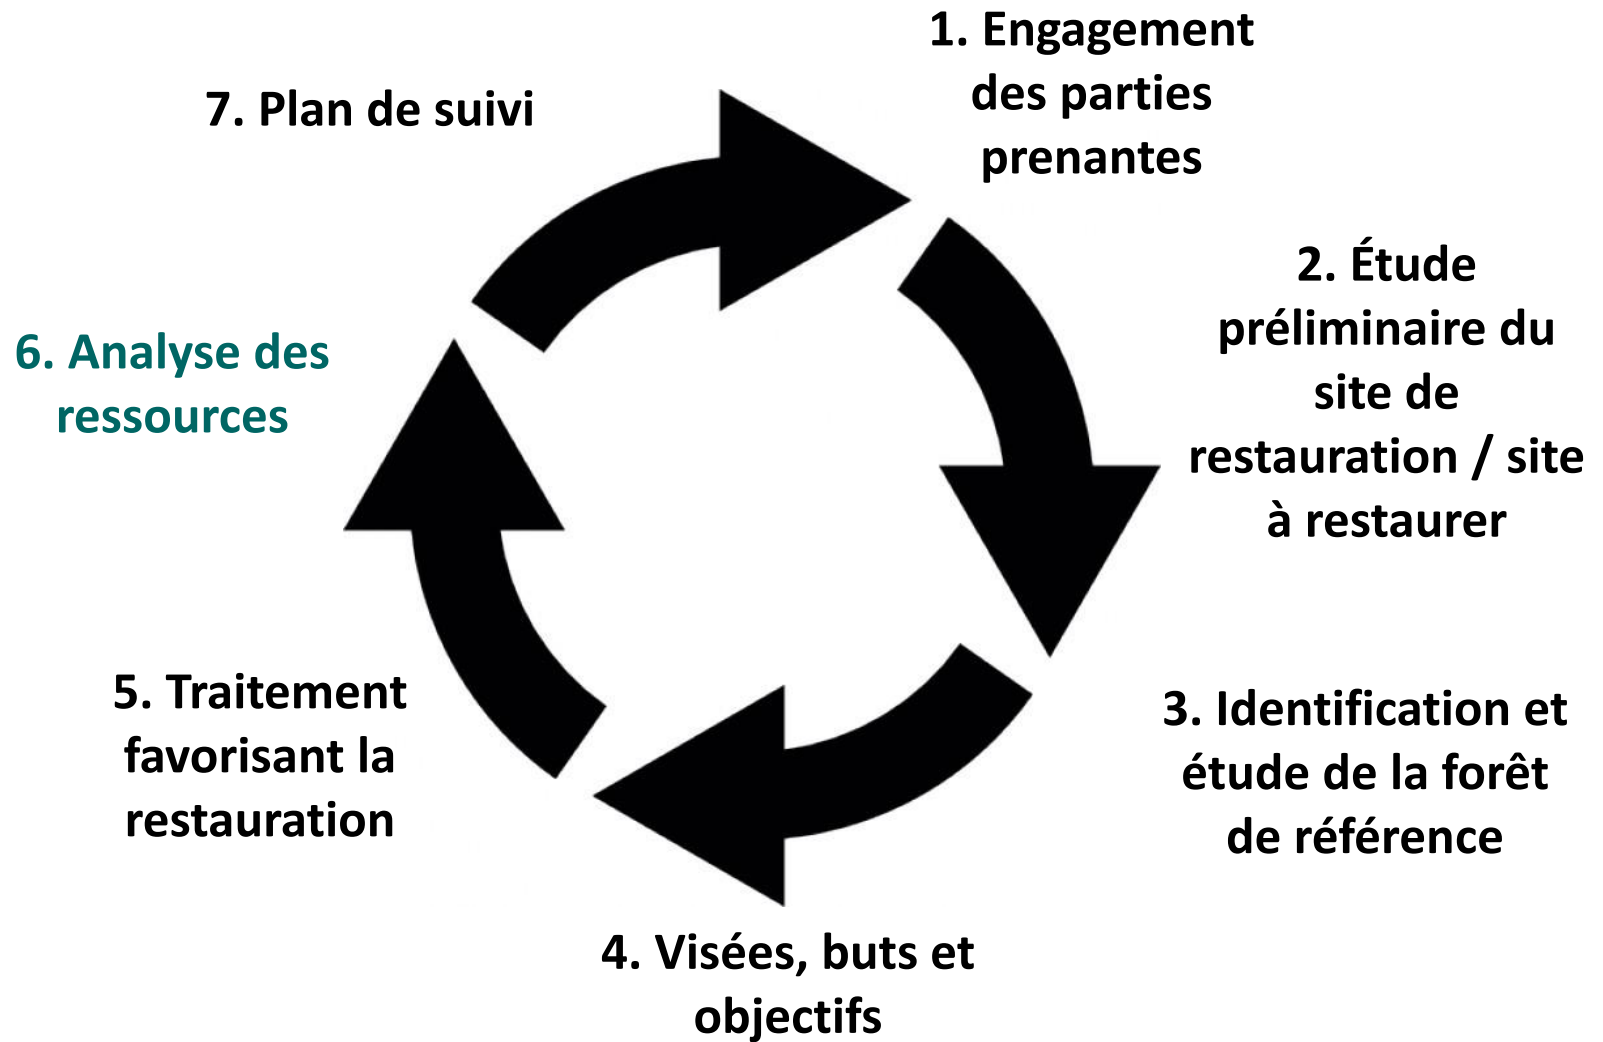 1. Engagement
des parties
prenantes
2. Étude
préliminaire du
site de
restauration / site
à restaurer
3. Identification et
étude de la forêt
de référence
4. Visées, buts et
objectifs
5. Traitement
favorisant la
restauration
6. Analyse des
ressources
7. Plan de suivi